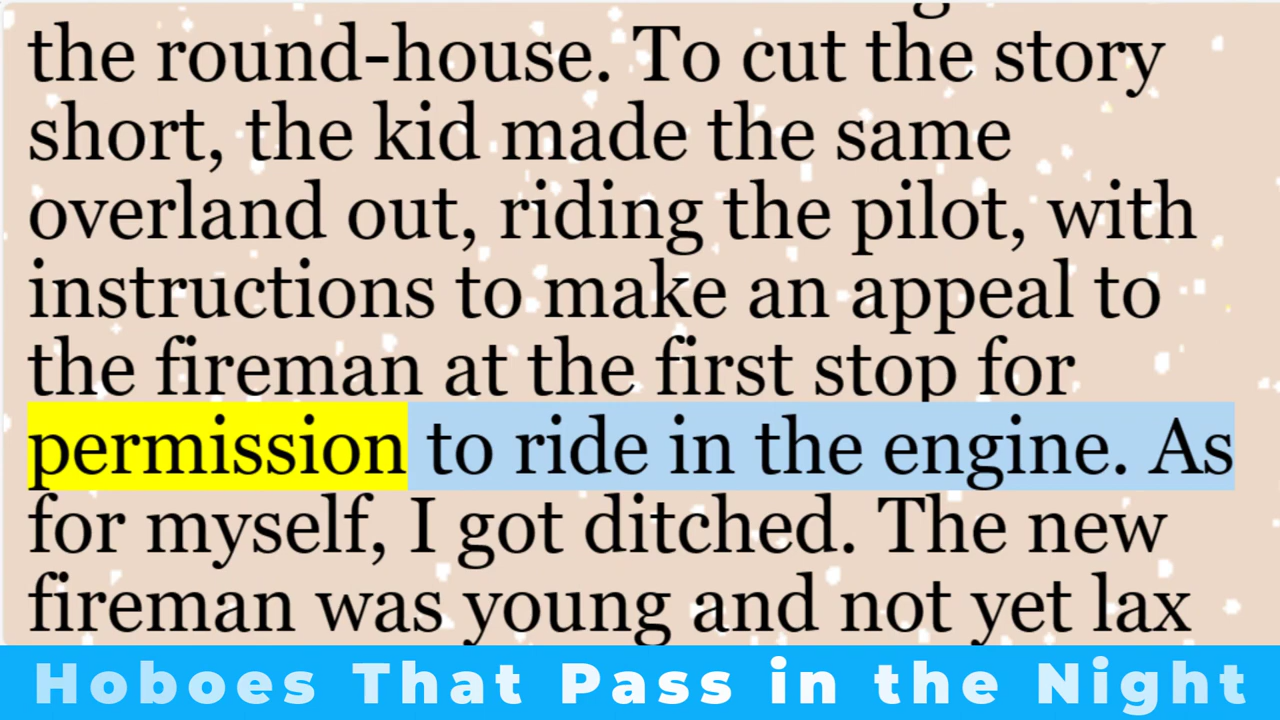 the round-house. To cut the story
short, the kid made the same
overland out, riding the pilot, with
instructions to make an appeal to
the fireman at the first stop for
permission to ride in the engine. As
for myself, I got ditched. The new
fireman was young and not yet lax
Hoboes That Pass in the Night